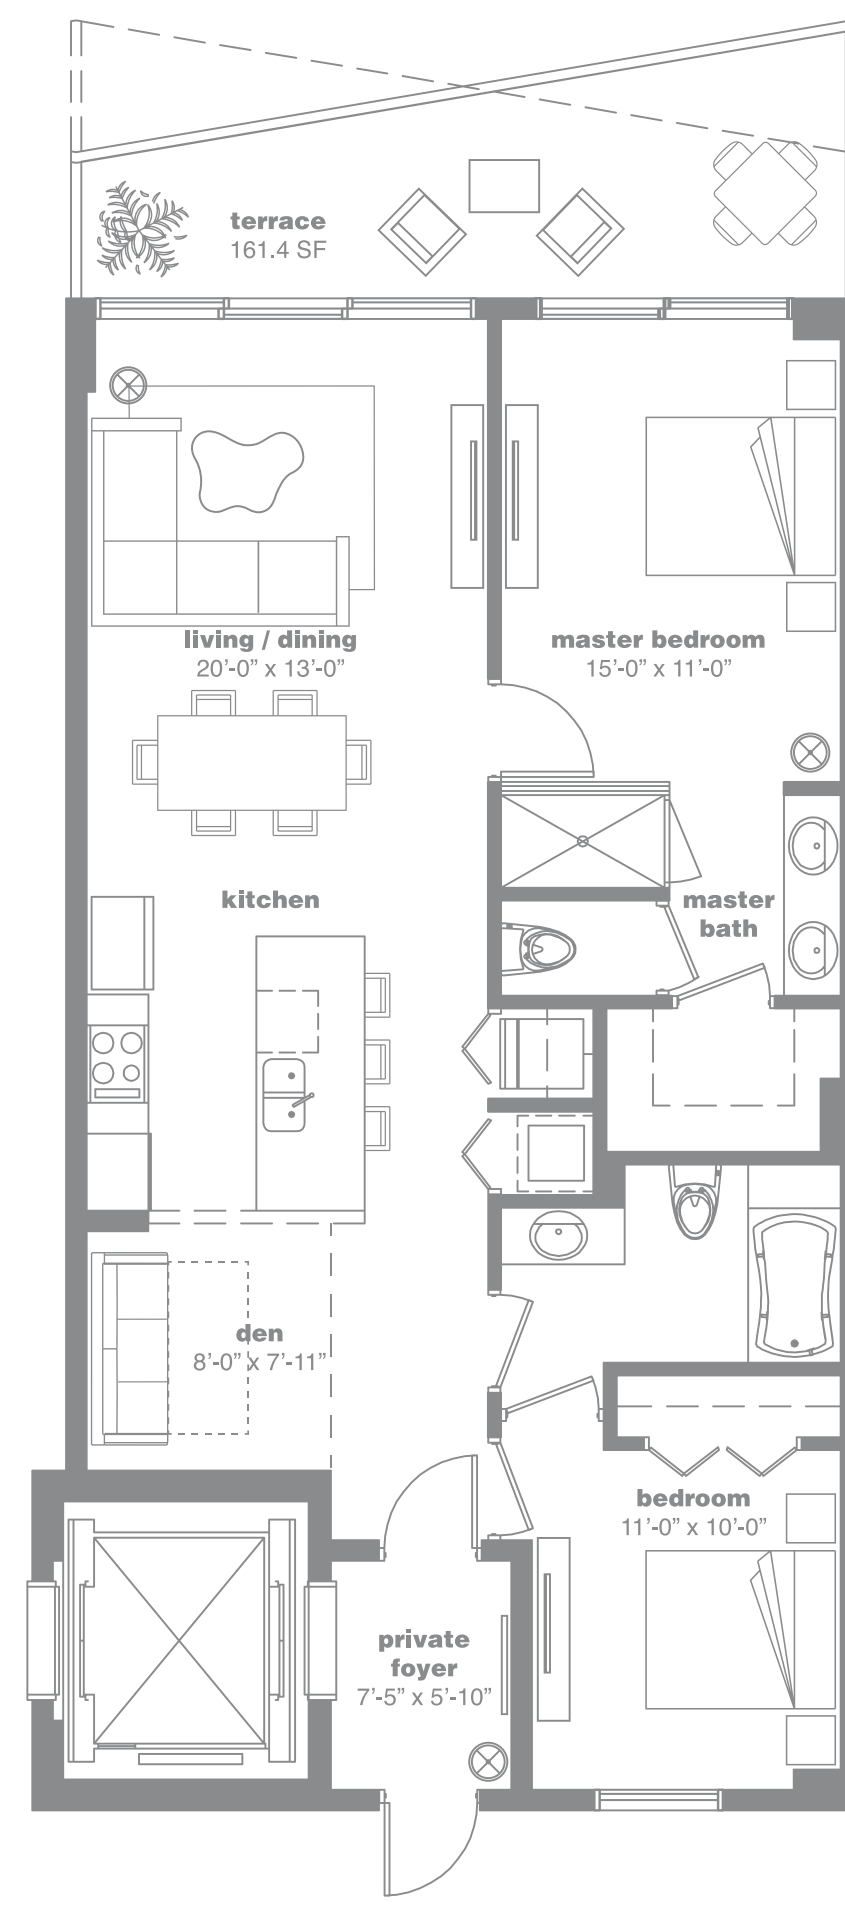 terrace
161.4 SF
living / dining
20’-0” x 13’-0”
master bedroom
15’-0” x 11’-0”
kitchen
master
bath
den
8’-0” x 7’-11”
bedroom
11’-0” x 10’-0”
private
foyer
7’-5” x 5’-10”